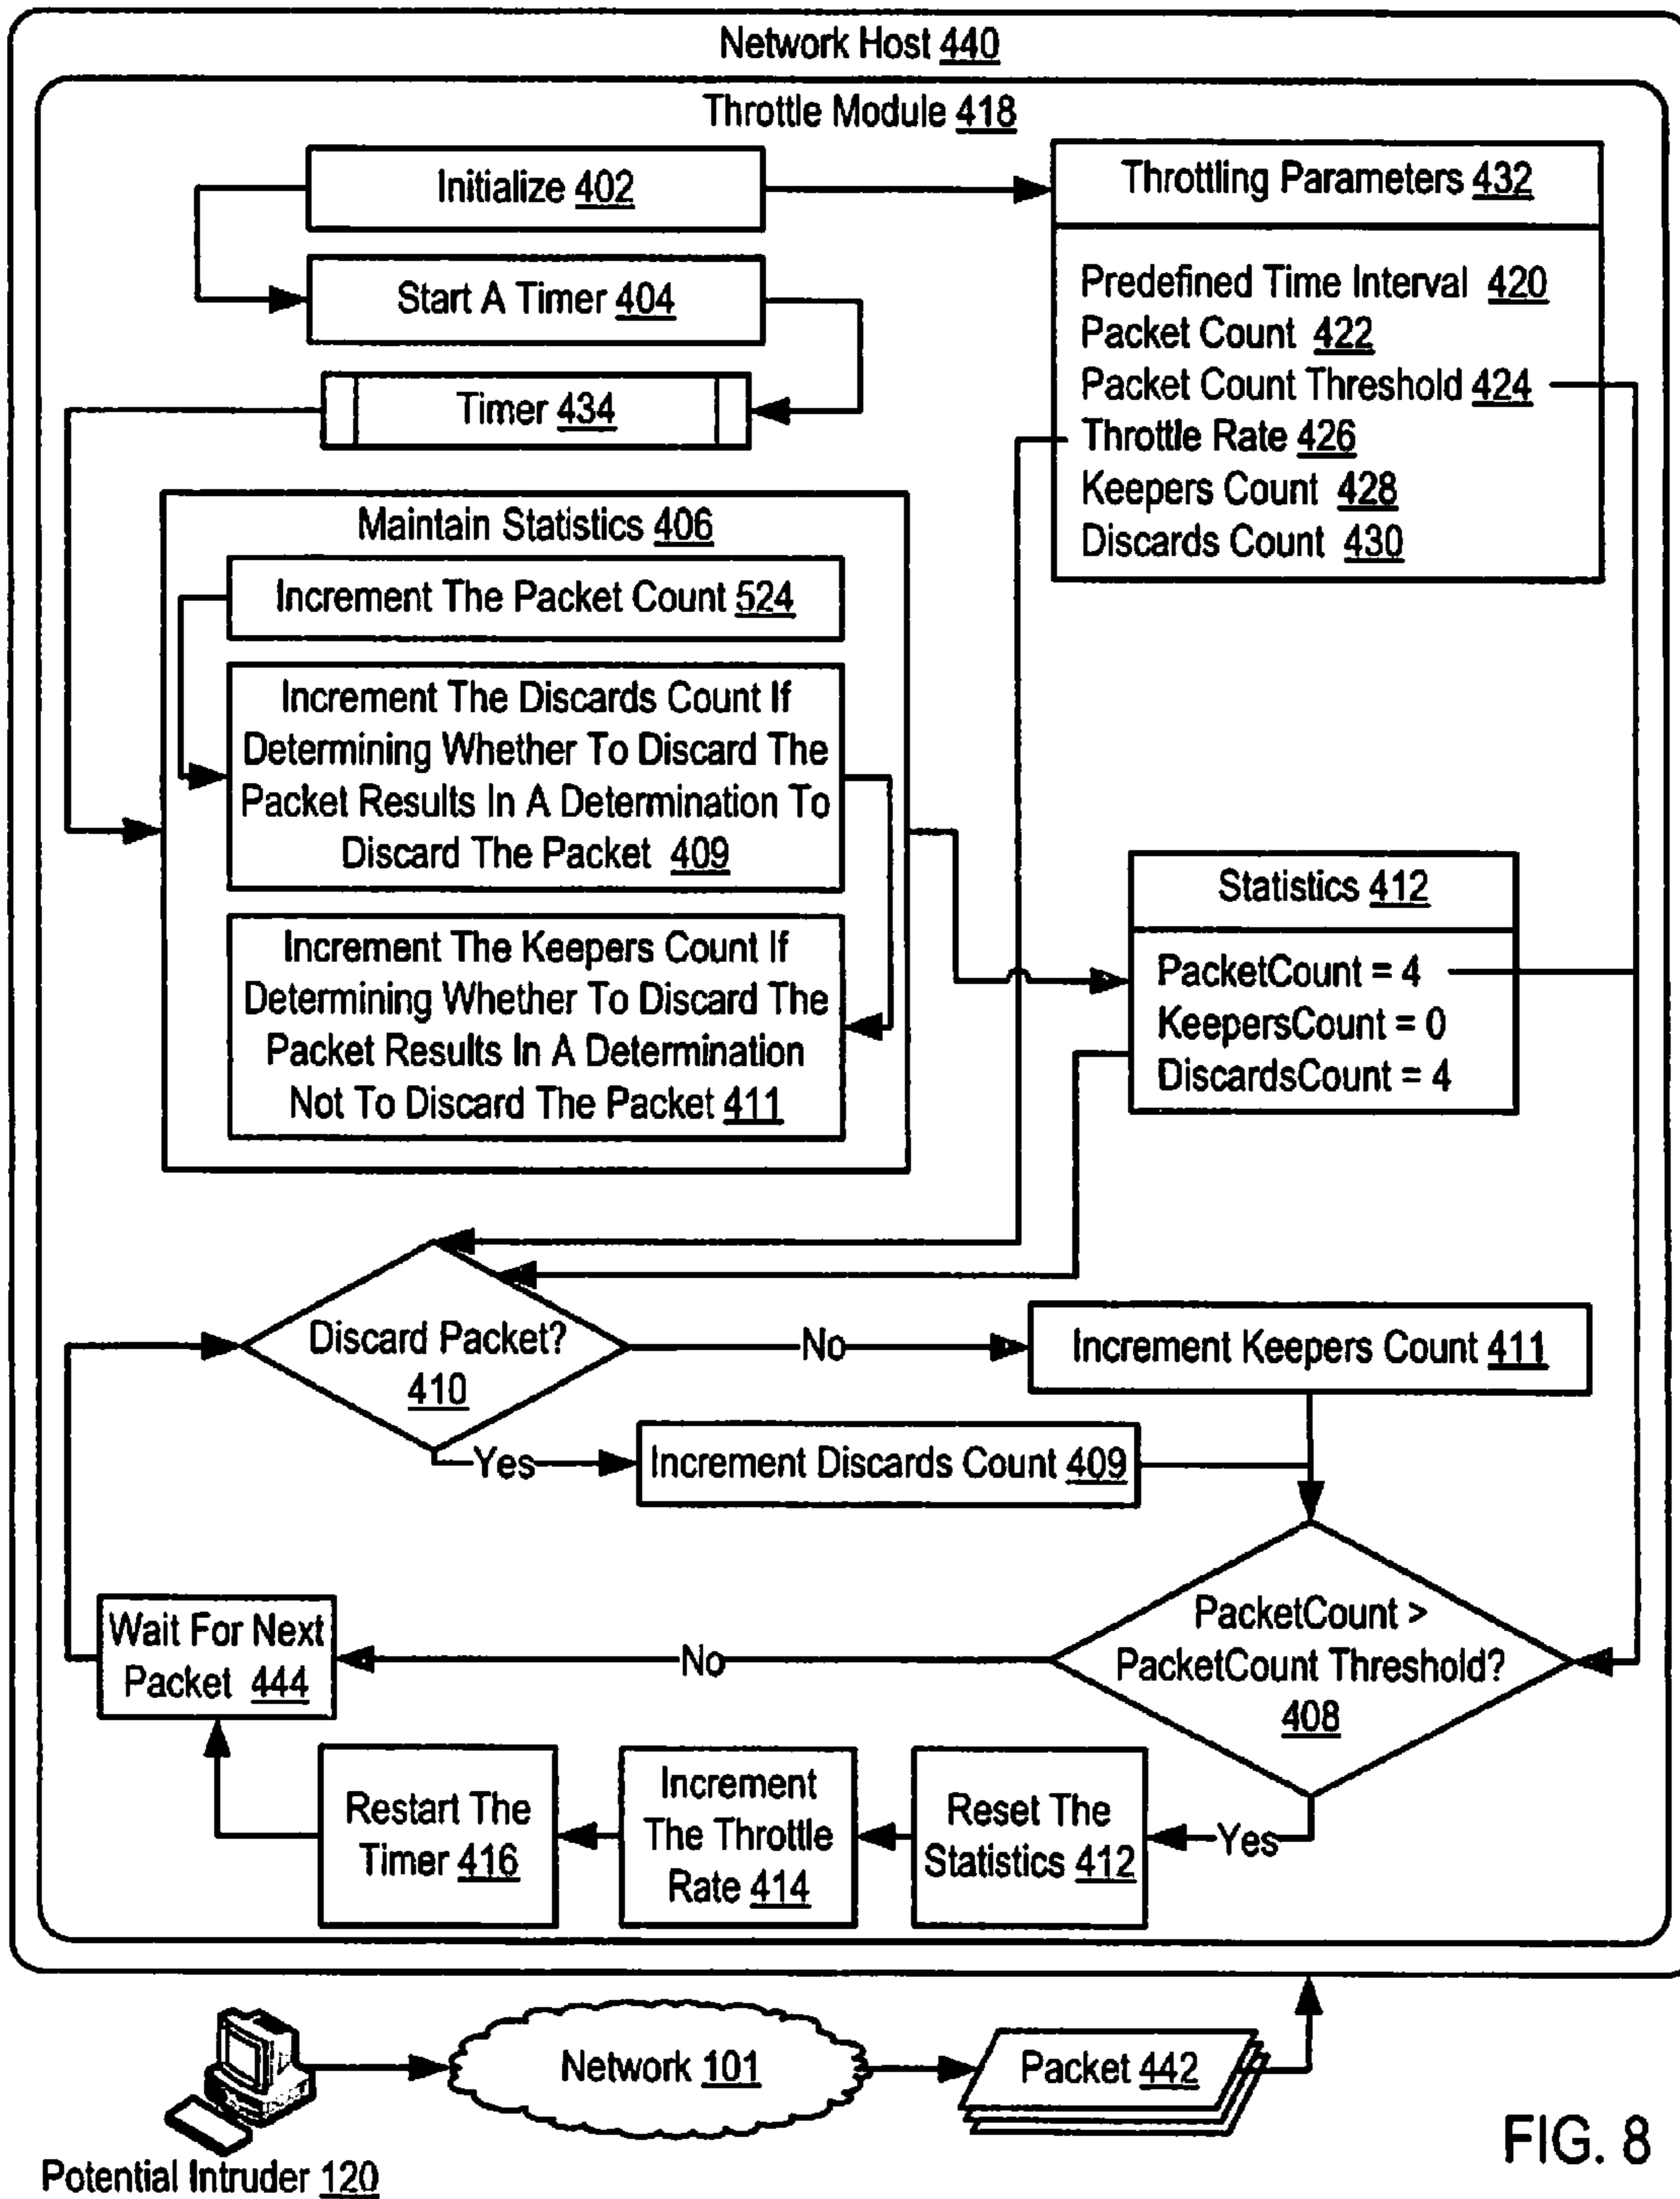 Network Host 440
Throttle Module 418
Initialize 402
Start A Timer 404
Timer 434
Throttling Parameters 432
Predefined Time Interval 420
Packet Count 422
Packet Count Threshold 424
Throttle Rate 426
Keepers Count 428
Discards Count 430
Maintain Statistics 406
Increment The Packet Count 524
Increment The Discards Count If
Determining Whether To Discard The
Packet Results In A Determination To
Discard The Packet 409
Increment The Keepers Count If
Determining Whether To Discard The
Packet Results In A Determination
Not To Discard The Packet 411
Statistics 412
PacketCount = 4
KeepersCount = 0
DiscardsCount = 4
Discard Packet?
410
No
Increment Keepers Count 411
Yes
Increment Discards Count 409
PacketCount >
PacketCount Threshold?
408
No
Wait For Next
Packet 444
Yes
Reset The
Statistics 412
Increment
The Throttle
Rate 414
Restart The
Timer 416
Network 101
Packet 442
Potential Intruder 120
FIG. 8